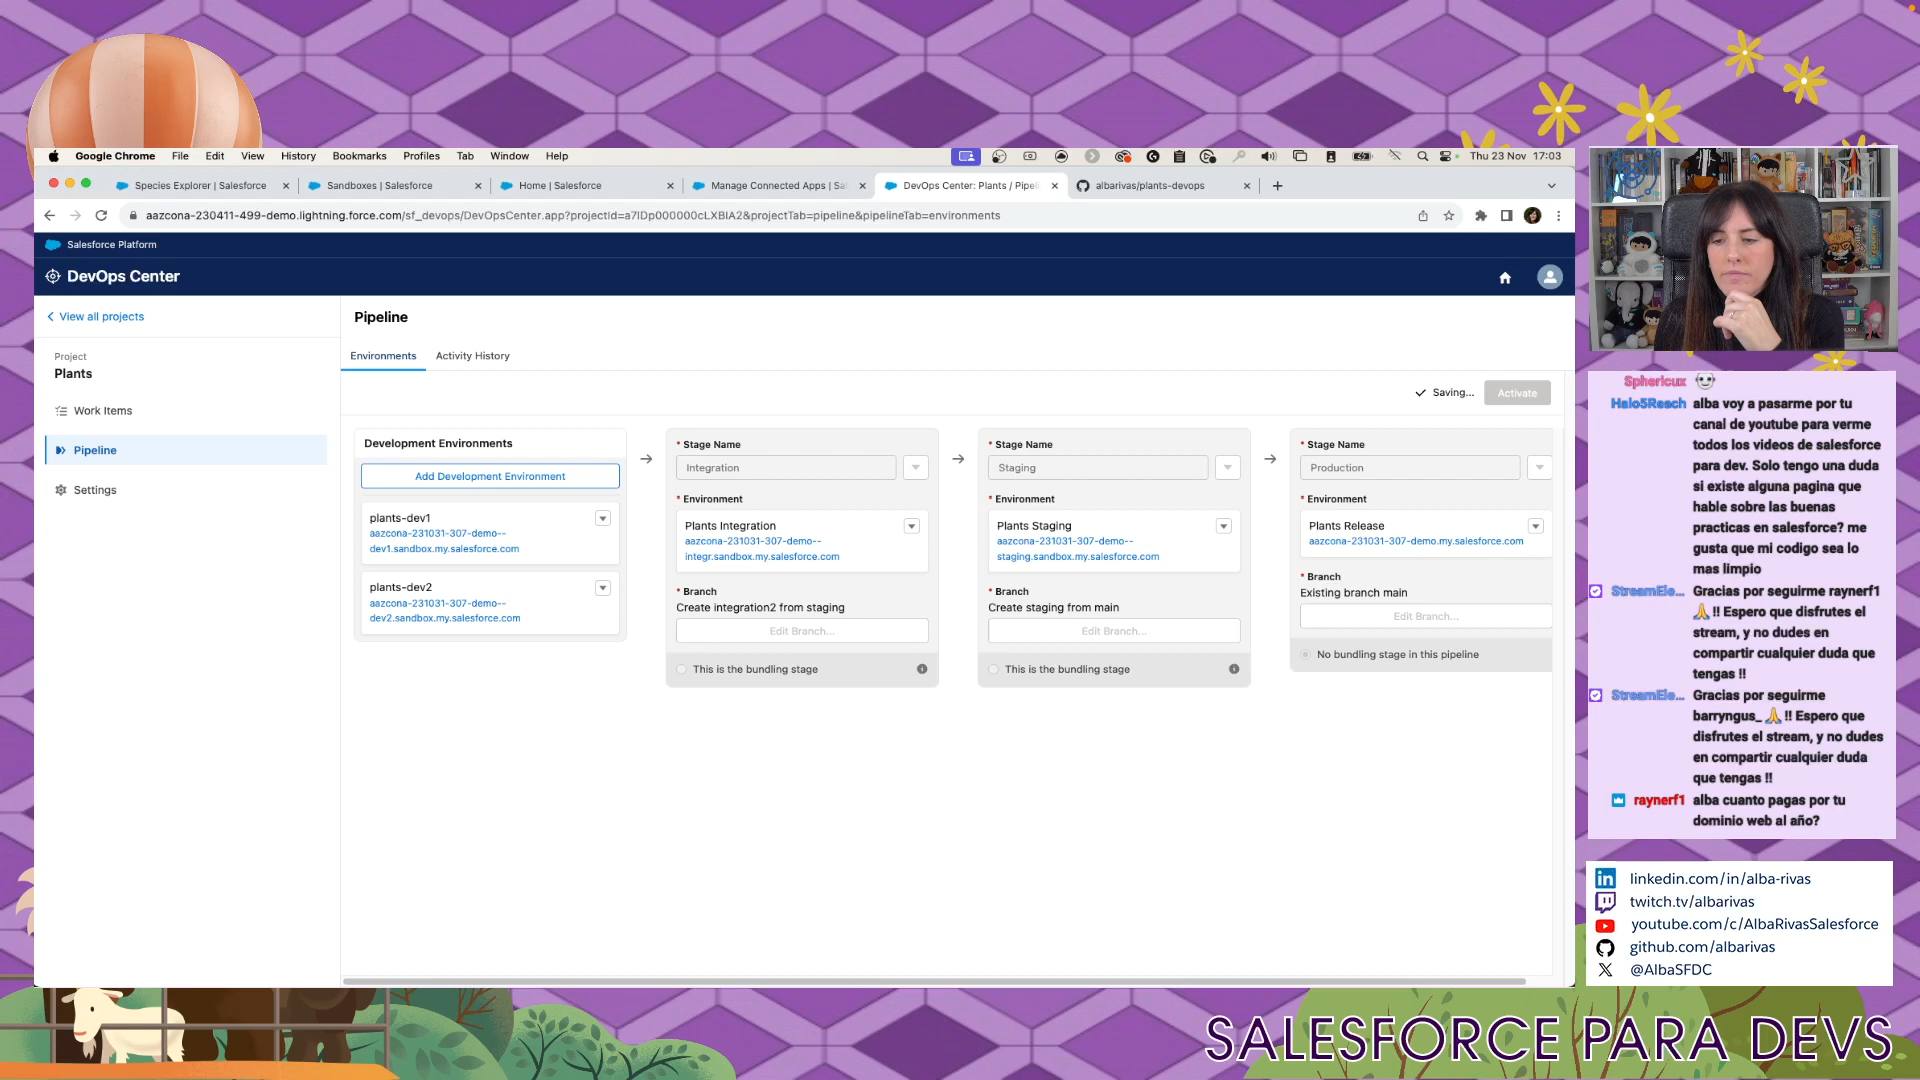 Google Chrome File Edit View History Bookmarks Profiles Tab Window Help Thu 23 Nov 17:03
Species Explorer | Salesforce
Sandboxes | Salesforce
Home | Salesforce
Manage Connected Apps | Sal
DevOps Center: Plants / Pipeli
albarivas/plants-devops
aazcona-230411-499-demo.lightning.force.com/sf_devops/DevOpsCenter.app?projectid=a7IDp000000cLXBIA2&projectTab=pipeline&pipelineTab=environments
Salesforce Platform
DevOps Center
View all projects
Project
Plants
Work Items
Pipeline
Settings
Pipeline
Environments
Activity History
Saving...
Activate
Development Environments
Add Development Environment
plants-dev1
aazcona-231031-307-demo--
dev1.sandbox.my.salesforce.com
plants-dev2
aazcona-231031-307-demo--
dev2.sandbox.my.salesforce.com
* Stage Name
Integration
* Environment
Plants Integration
aazcona-231031-307-demo--
integr.sandbox.my.salesforce.com
* Branch
Create integration2 from staging
Edit Branch...
This is the bundling stage
* Stage Name
Staging
* Environment
Plants Staging
aazcona-231031-307-demo--
staging.sandbox.my.salesforce.com
* Branch
Create staging from main
Edit Branch...
This is the bundling stage
* Stage Name
Production
* Environment
Plants Release
aazcona-231031-307-demo.my.salesforce.com
* Branch
Existing branch main
Edit Branch...
No bundling stage in this pipeline
Sphericux
Halo5Reach alba voy a pasarme por tu
canal de youtube para verme
todos los videos de salesforce
para dev. Solo tengo una duda
si existe alguna pagina que
hable sobre las buenas
practicas en salesforce? me
gusta que mi codigo sea lo
mas limpio
StreamEle... Gracias por seguirme raynerf1
🙏 !! Espero que disfrutes el
stream, y no dudes en
compartir cualquier duda que
tengas !!
StreamEle... Gracias por seguirme
barryngus_ 🙏 !! Espero que
disfrutes el stream, y no dudes
en compartir cualquier duda
que tengas !!
raynerf1 alba cuanto pagas por tu
dominio web al año?
linkedin.com/in/alba-rivas
twitch.tv/albarivas
youtube.com/c/AlbaRivasSalesforce
github.com/albarivas
@AlbaSFDC
SALESFORCE PARA DEVS